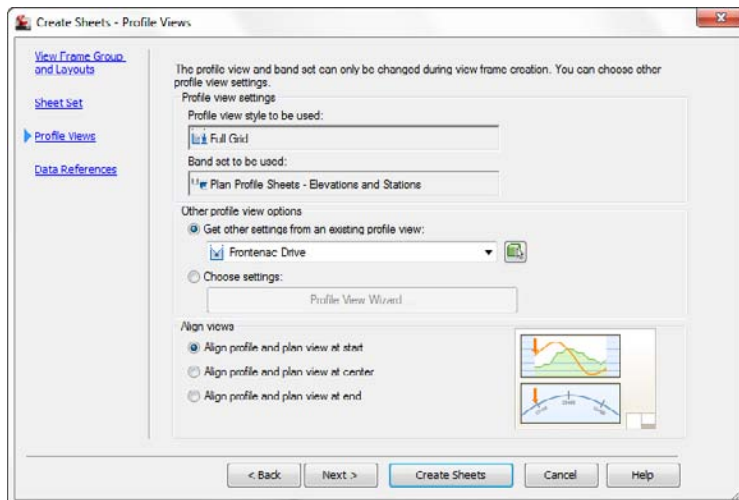 Create Sheets - Profile Views
View Frame Group
and Layouts
Sheet Set
Profile Views
Data References
The profile view and band set can only be changed during view frame creation. You can choose other
profile view settings.
Profile view settings
Profile view style to be used:
Full Grid
Band set to be used:
Plan Profile Sheets - Elevations and Stations
Other profile view options
Get other settings from an existing profile view:
Frontenac Drive
Choose settings:
Profile View Wizard...
Align views
Align profile and plan view at start
Align profile and plan view at center
Align profile and plan view at end
< Back
Next >
Create Sheets
Cancel
Help